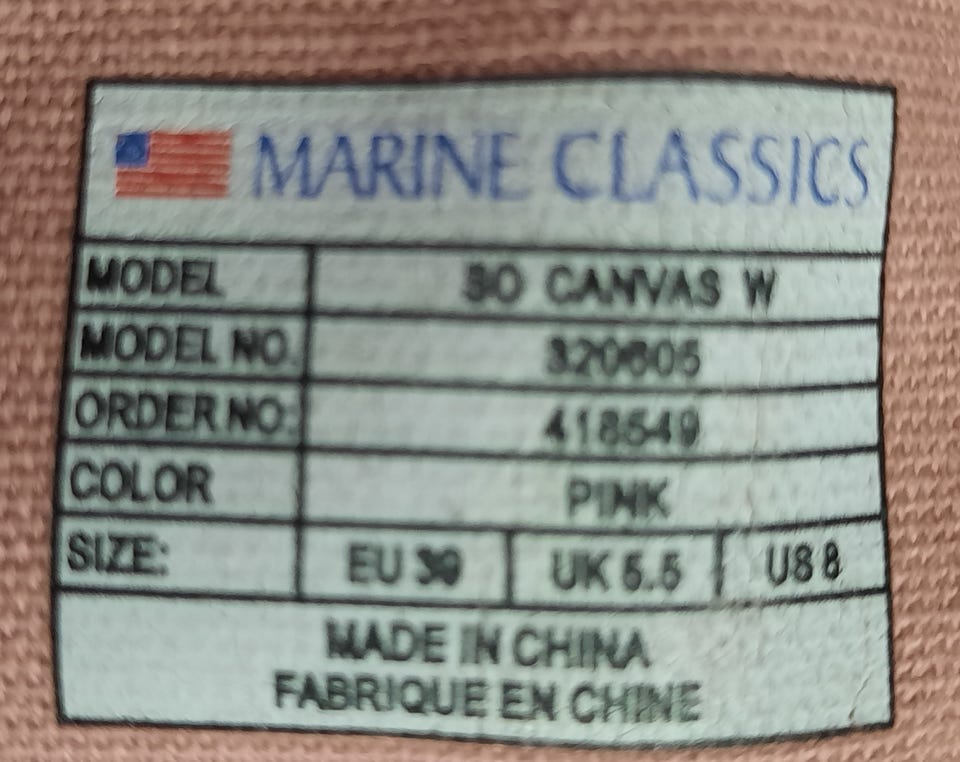 MARINE CLASSICS
MODEL SO CANVAS W
MODEL NO. 320605
ORDER NO: 418549
COLOR PINK
SIZE: EU 39 UK 5.5 US 8
MADE IN CHINA
FABRIQUE EN CHINE